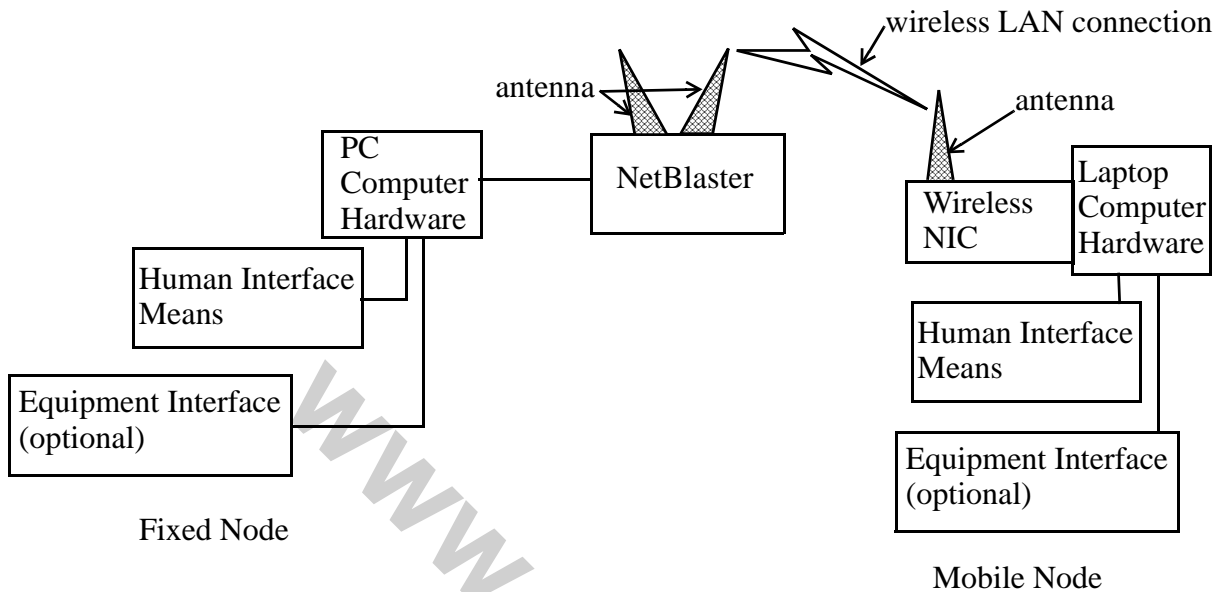 wireless LAN connection
antenna
antenna
PC
Computer
Hardware
NetBlaster
Wireless
NIC
Laptop
Computer
Hardware
Human Interface
Means
Human Interface
Means
Equipment Interface
(optional)
Equipment Interface
(optional)
Fixed Node
Mobile Node
www